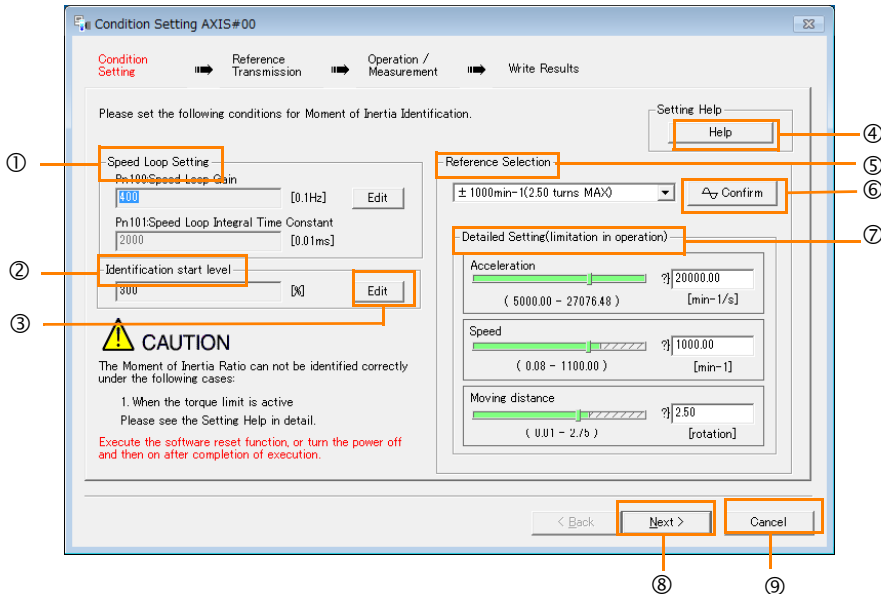 Condition Setting AXIS#00
Condition Setting
Reference Transmission
Operation / Measurement
Write Results
Please set the following conditions for Moment of Inertia Identification.
Setting Help
Help
④
①
Speed Loop Setting
Pn100:Speed Loop Gain
400
[0.1Hz]
Edit
Pn101:Speed Loop Integral Time Constant
2000
[0.01ms]
②
Identification start level
300
[%]
Edit
③
CAUTION
The Moment of Inertia Ratio can not be identified correctly
under the following cases:
1. When the torque limit is active
Please see the Setting Help in detail.
Execute the software reset function, or turn the power off
and then on after completion of execution.
Reference Selection
⑤
± 1000min-1(2.50 turns MAX)
Confirm
⑥
Detailed Setting(limitation in operation)
⑦
Acceleration
?} 20000.00
( 5000.00 - 27076.48 )
[min-1/s]
Speed
?} 1000.00
( 0.08 - 1100.00 )
[min-1]
Moving distance
?} 2.50
( 0.01 - 2.75 )
[rotation]
< Back
Next >
Cancel
⑧
⑨